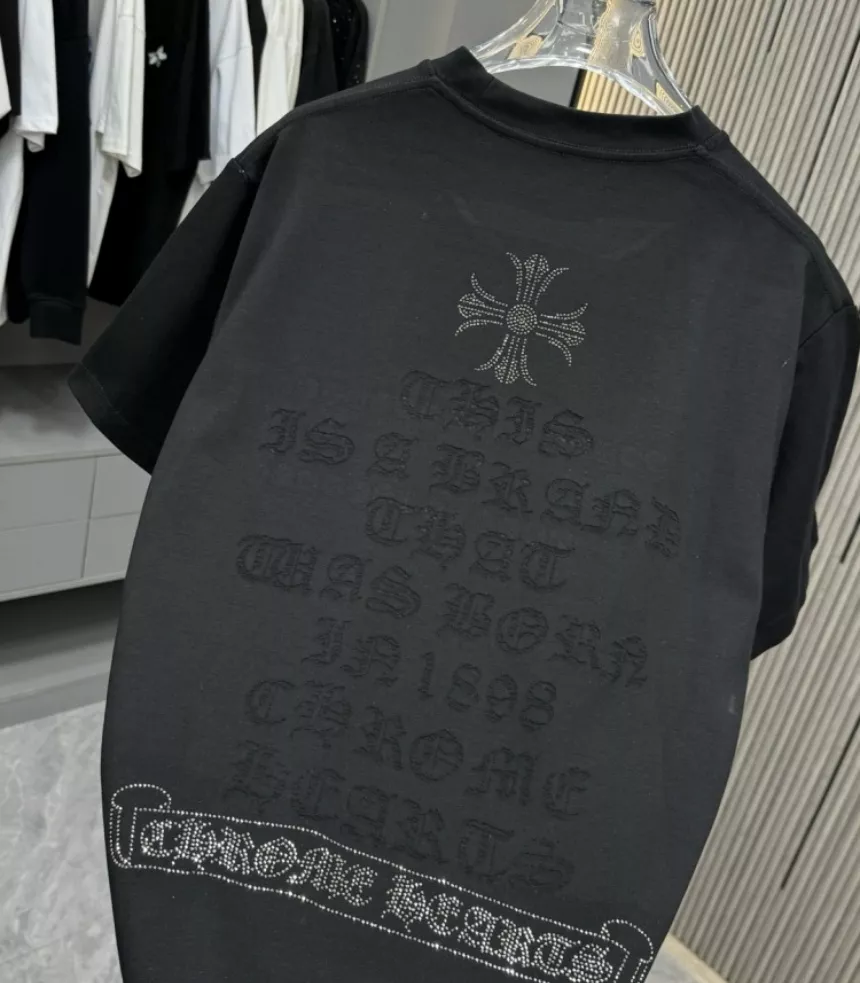 THIS
IS A BRAND
THAT
WAS BORN
IN 1898
CHROME
HEARTS
CHROME HEARTS